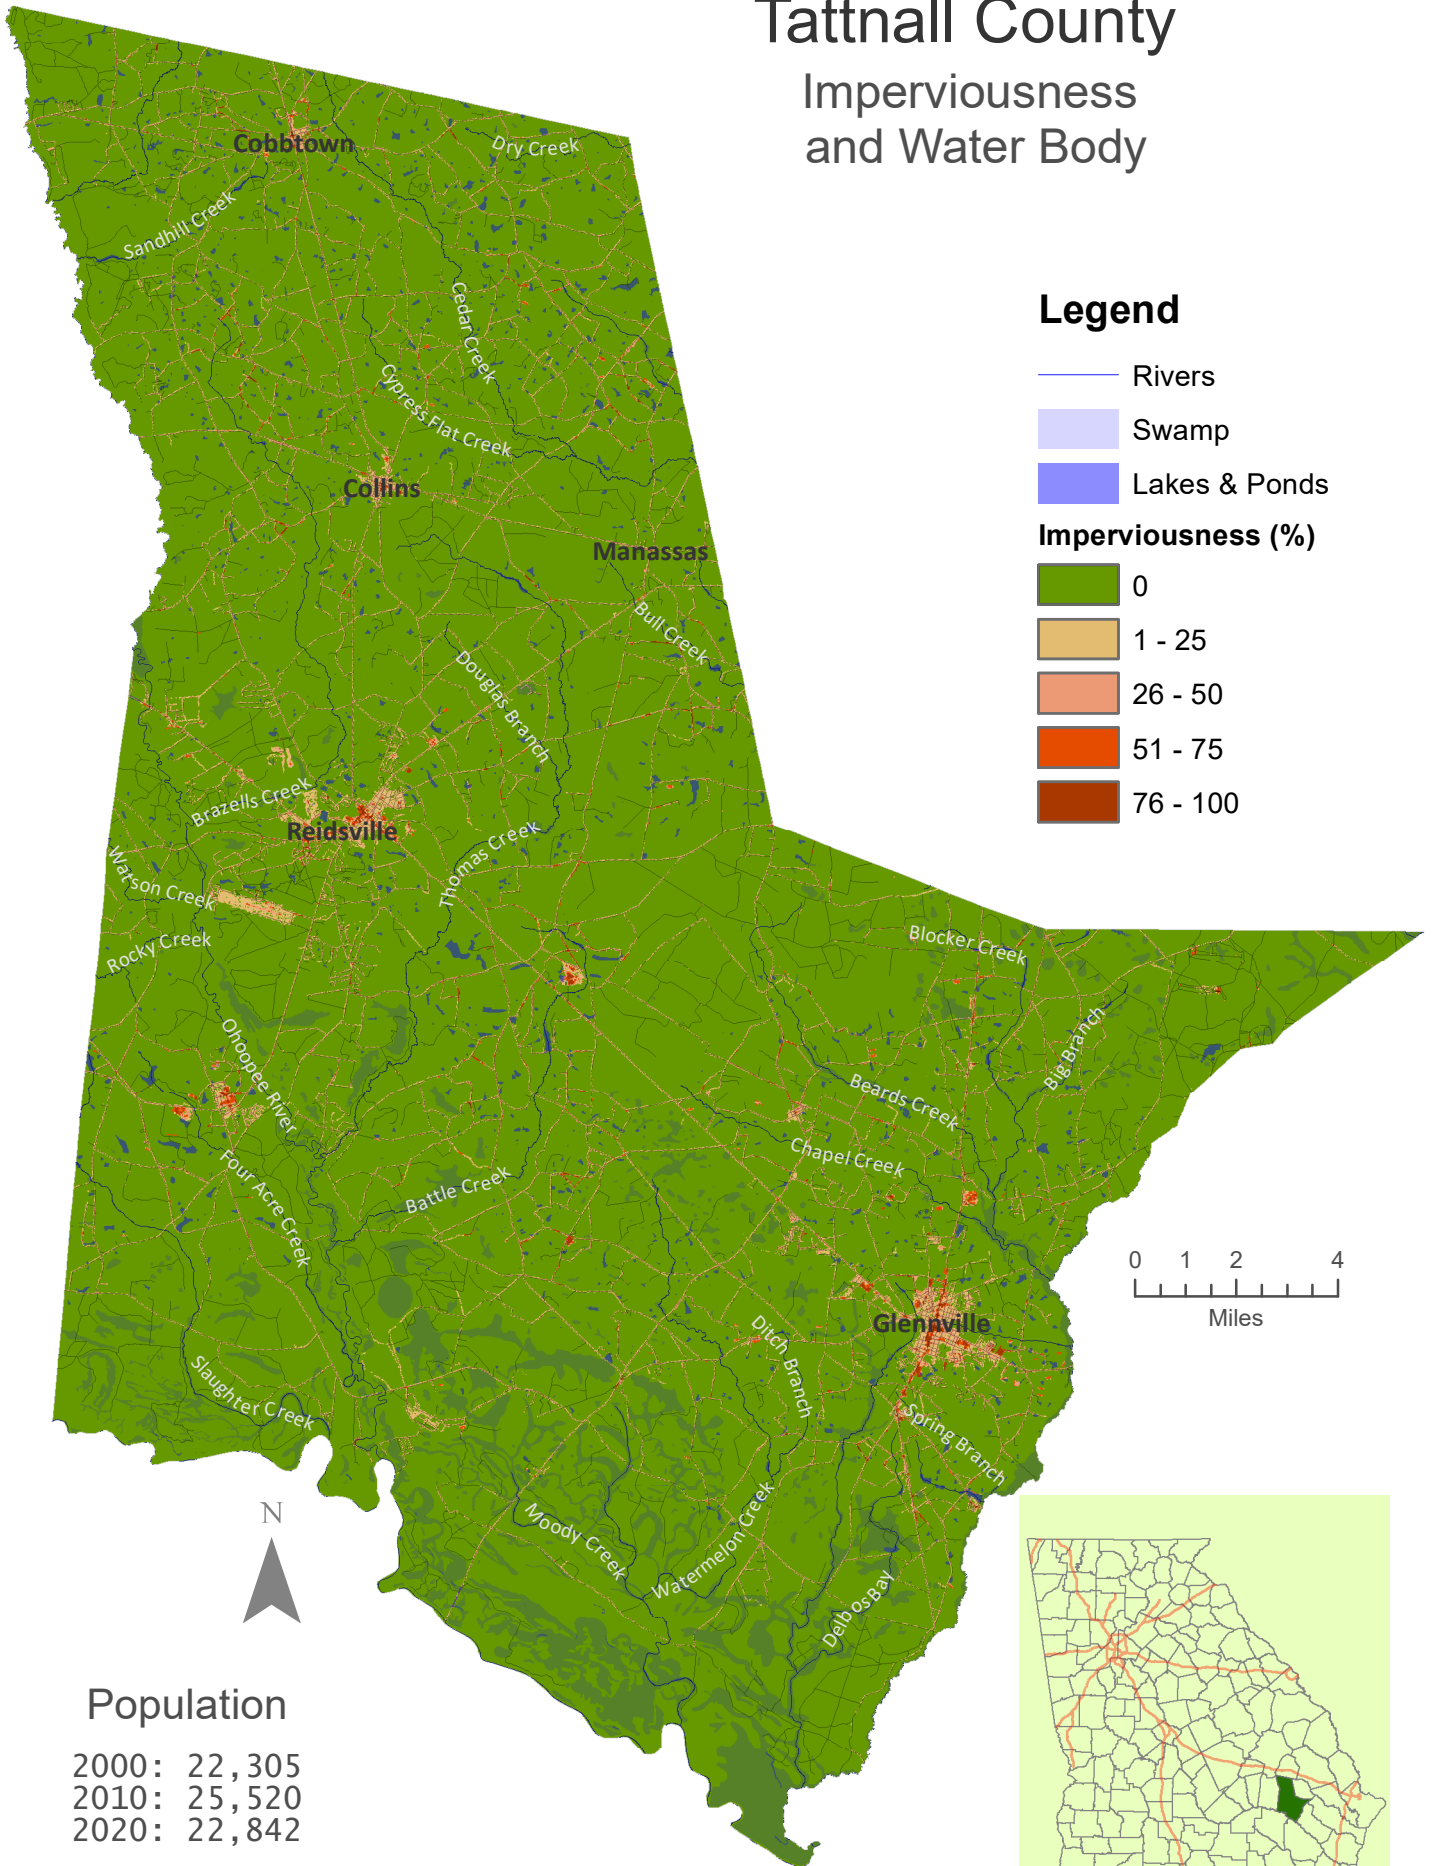 Tattnall County
Imperviousness
and Water Body
Cobbtown
Dry Creek
Sandhill Creek
Cedar Creek
Cypress Flat Creek
Collins
Manassas
Bull Creek
Douglas Branch
Brazells Creek
Reidsville
Thomas Creek
Watson Creek
Rocky Creek
Blocker Creek
Big Branch
Ohoopee River
Beards Creek
Chapel Creek
Four Acre Creek
Battle Creek
Glennville
Ditch Branch
Slaughter Creek
Spring Branch
Moody Creek
Watermelon Creek
Delbos Bay
Legend
Rivers
Swamp
Lakes & Ponds
Imperviousness (%)
0
1 - 25
26 - 50
51 - 75
76 - 100
0 1 2 4
Miles
N
Population
2000: 22,305
2010: 25,520
2020: 22,842